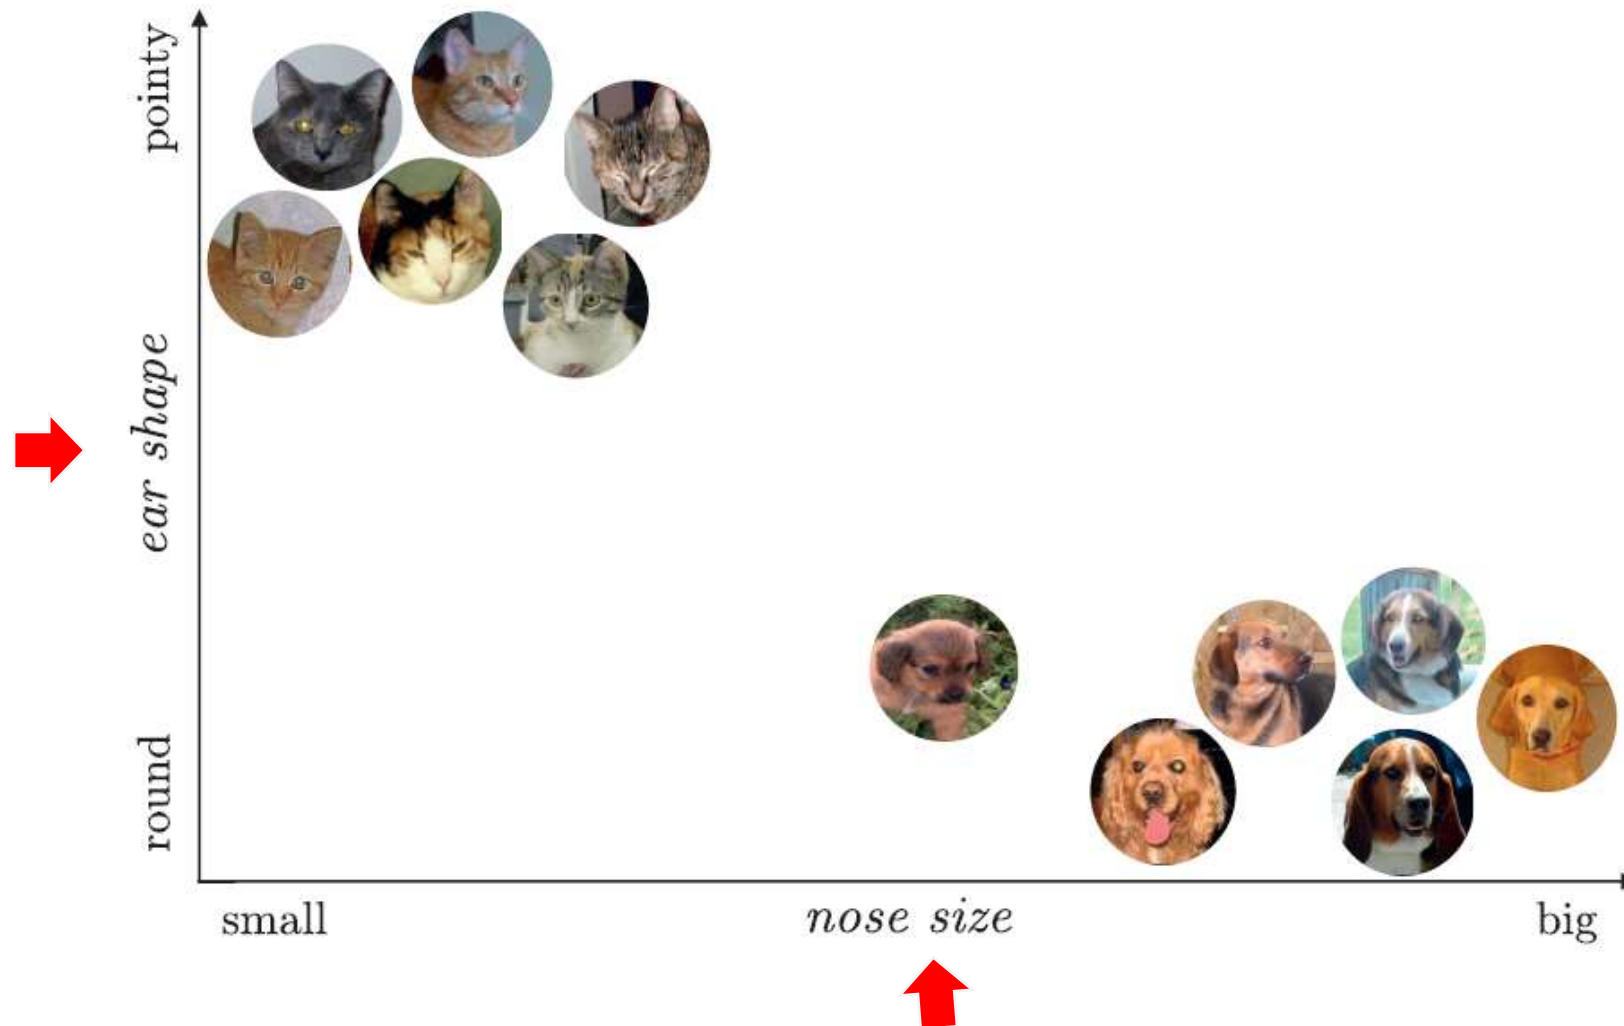 pointy
ear shape
round
small
nose size
big